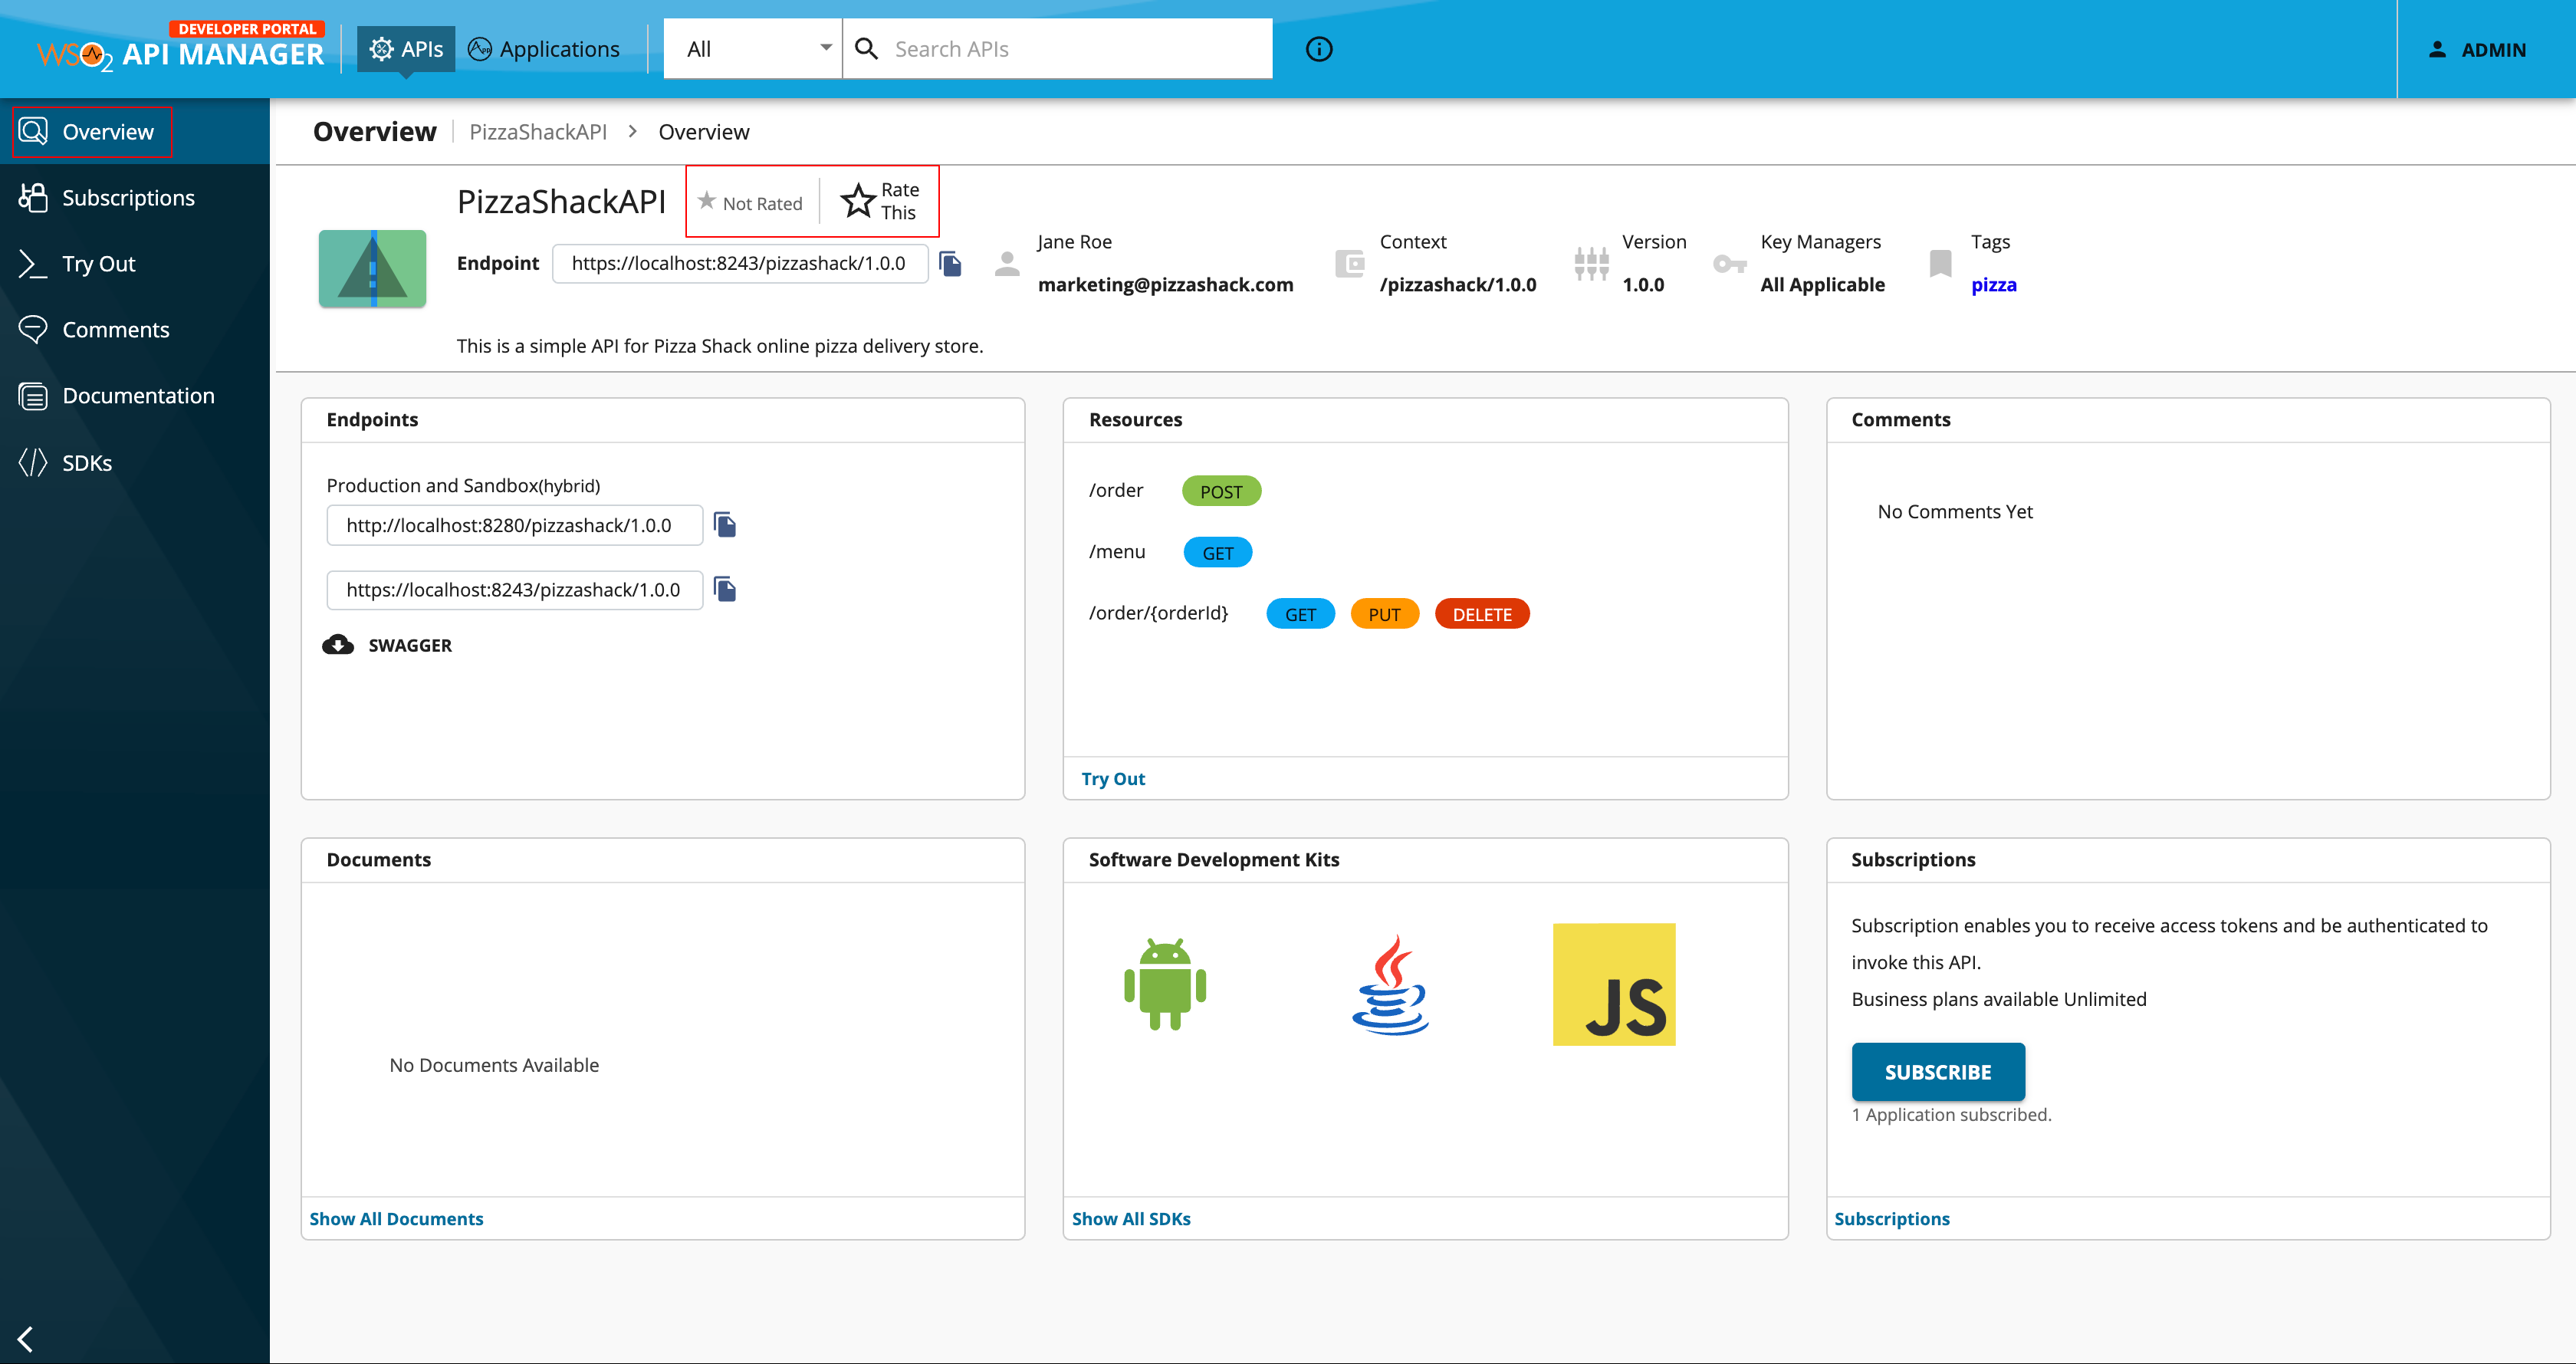 DEVELOPER PORTAL
WSO2 API MANAGER
APIs
Applications
All
Search APIs
ADMIN
Overview
Subscriptions
Try Out
Comments
Documentation
SDKs
Overview
PizzaShackAPI
Overview
PizzaShackAPI
Not Rated
Rate
This
Endpoint
https://localhost:8243/pizzashack/1.0.0
Jane Roe
marketing@pizzashack.com
Context
/pizzashack/1.0.0
Version
1.0.0
Key Managers
All Applicable
Tags
pizza
This is a simple API for Pizza Shack online pizza delivery store.
Endpoints
Production and Sandbox(hybrid)
http://localhost:8280/pizzashack/1.0.0
https://localhost:8243/pizzashack/1.0.0
SWAGGER
Resources
/order POST
/menu GET
/order/{orderId} GET PUT DELETE
Try Out
Comments
No Comments Yet
Documents
No Documents Available
Show All Documents
Software Development Kits
JS
Show All SDKs
Subscriptions
Subscription enables you to receive access tokens and be authenticated to
invoke this API.
Business plans available Unlimited
SUBSCRIBE
1 Application subscribed.
Subscriptions